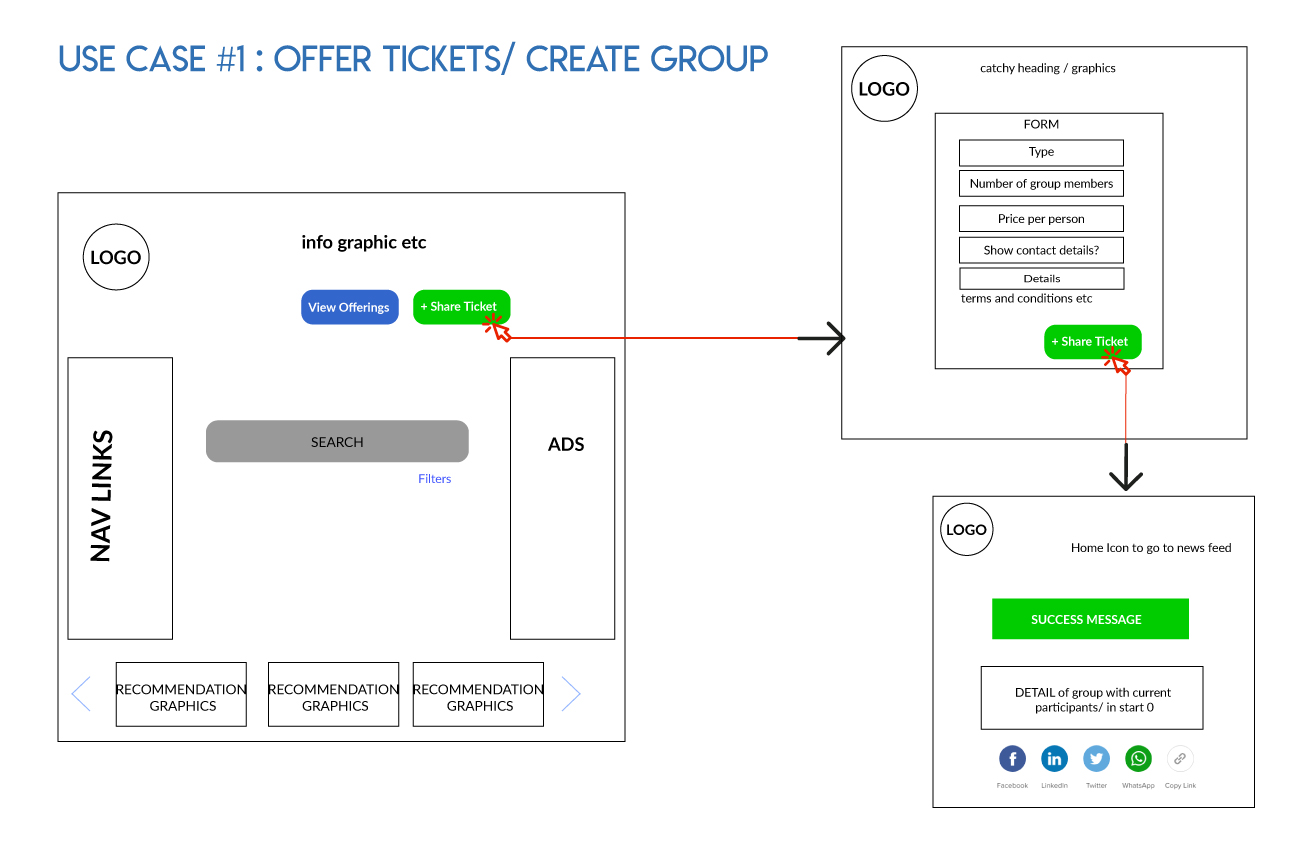 USE CASE #1 : OFFER TICKETS/ CREATE GROUP
LOGO
info graphic etc
View Offerings
+ Share Ticket
NAV LINKS
SEARCH
Filters
ADS
RECOMMENDATION
GRAPHICS
RECOMMENDATION
GRAPHICS
RECOMMENDATION
GRAPHICS
LOGO
catchy heading / graphics
FORM
Type
Number of group members
Price per person
Show contact details?
Details
terms and conditions etc
+ Share Ticket
LOGO
Home Icon to go to news feed
SUCCESS MESSAGE
DETAIL of group with current
participants/ in start 0
Facebook
LinkedIn
Twitter
WhatsApp
Copy Link